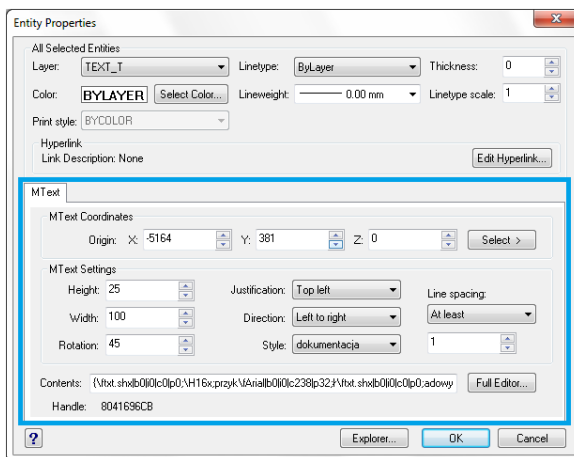 Entity Properties
All Selected Entities
Layer: TEXT_T Linetype: ByLayer Thickness: 0
Color: BYLAYER Select Color... Lineweight: 0.00 mm Linetype scale: 1
Print style: BYCOLOR
Hyperlink
Link Description: None Edit Hyperlink...
MText
MText Coordinates
Origin: X: -5164 Y: 381 Z: 0 Select >
MText Settings
Height: 25 Justification: Top left Line spacing:
Width: 100 Direction: Left to right At least
Rotation: 45 Style: dokumentacja 1
Contents: {\ftxt.shx|b0|i0|c0|p0;\H16x;przyk\fArial|b0|i0|c238|p32;ł\ftxt.shx|b0|i0|c0|p0;adowy Full Editor...
Handle: 8041696CB
? Explorer... OK Cancel